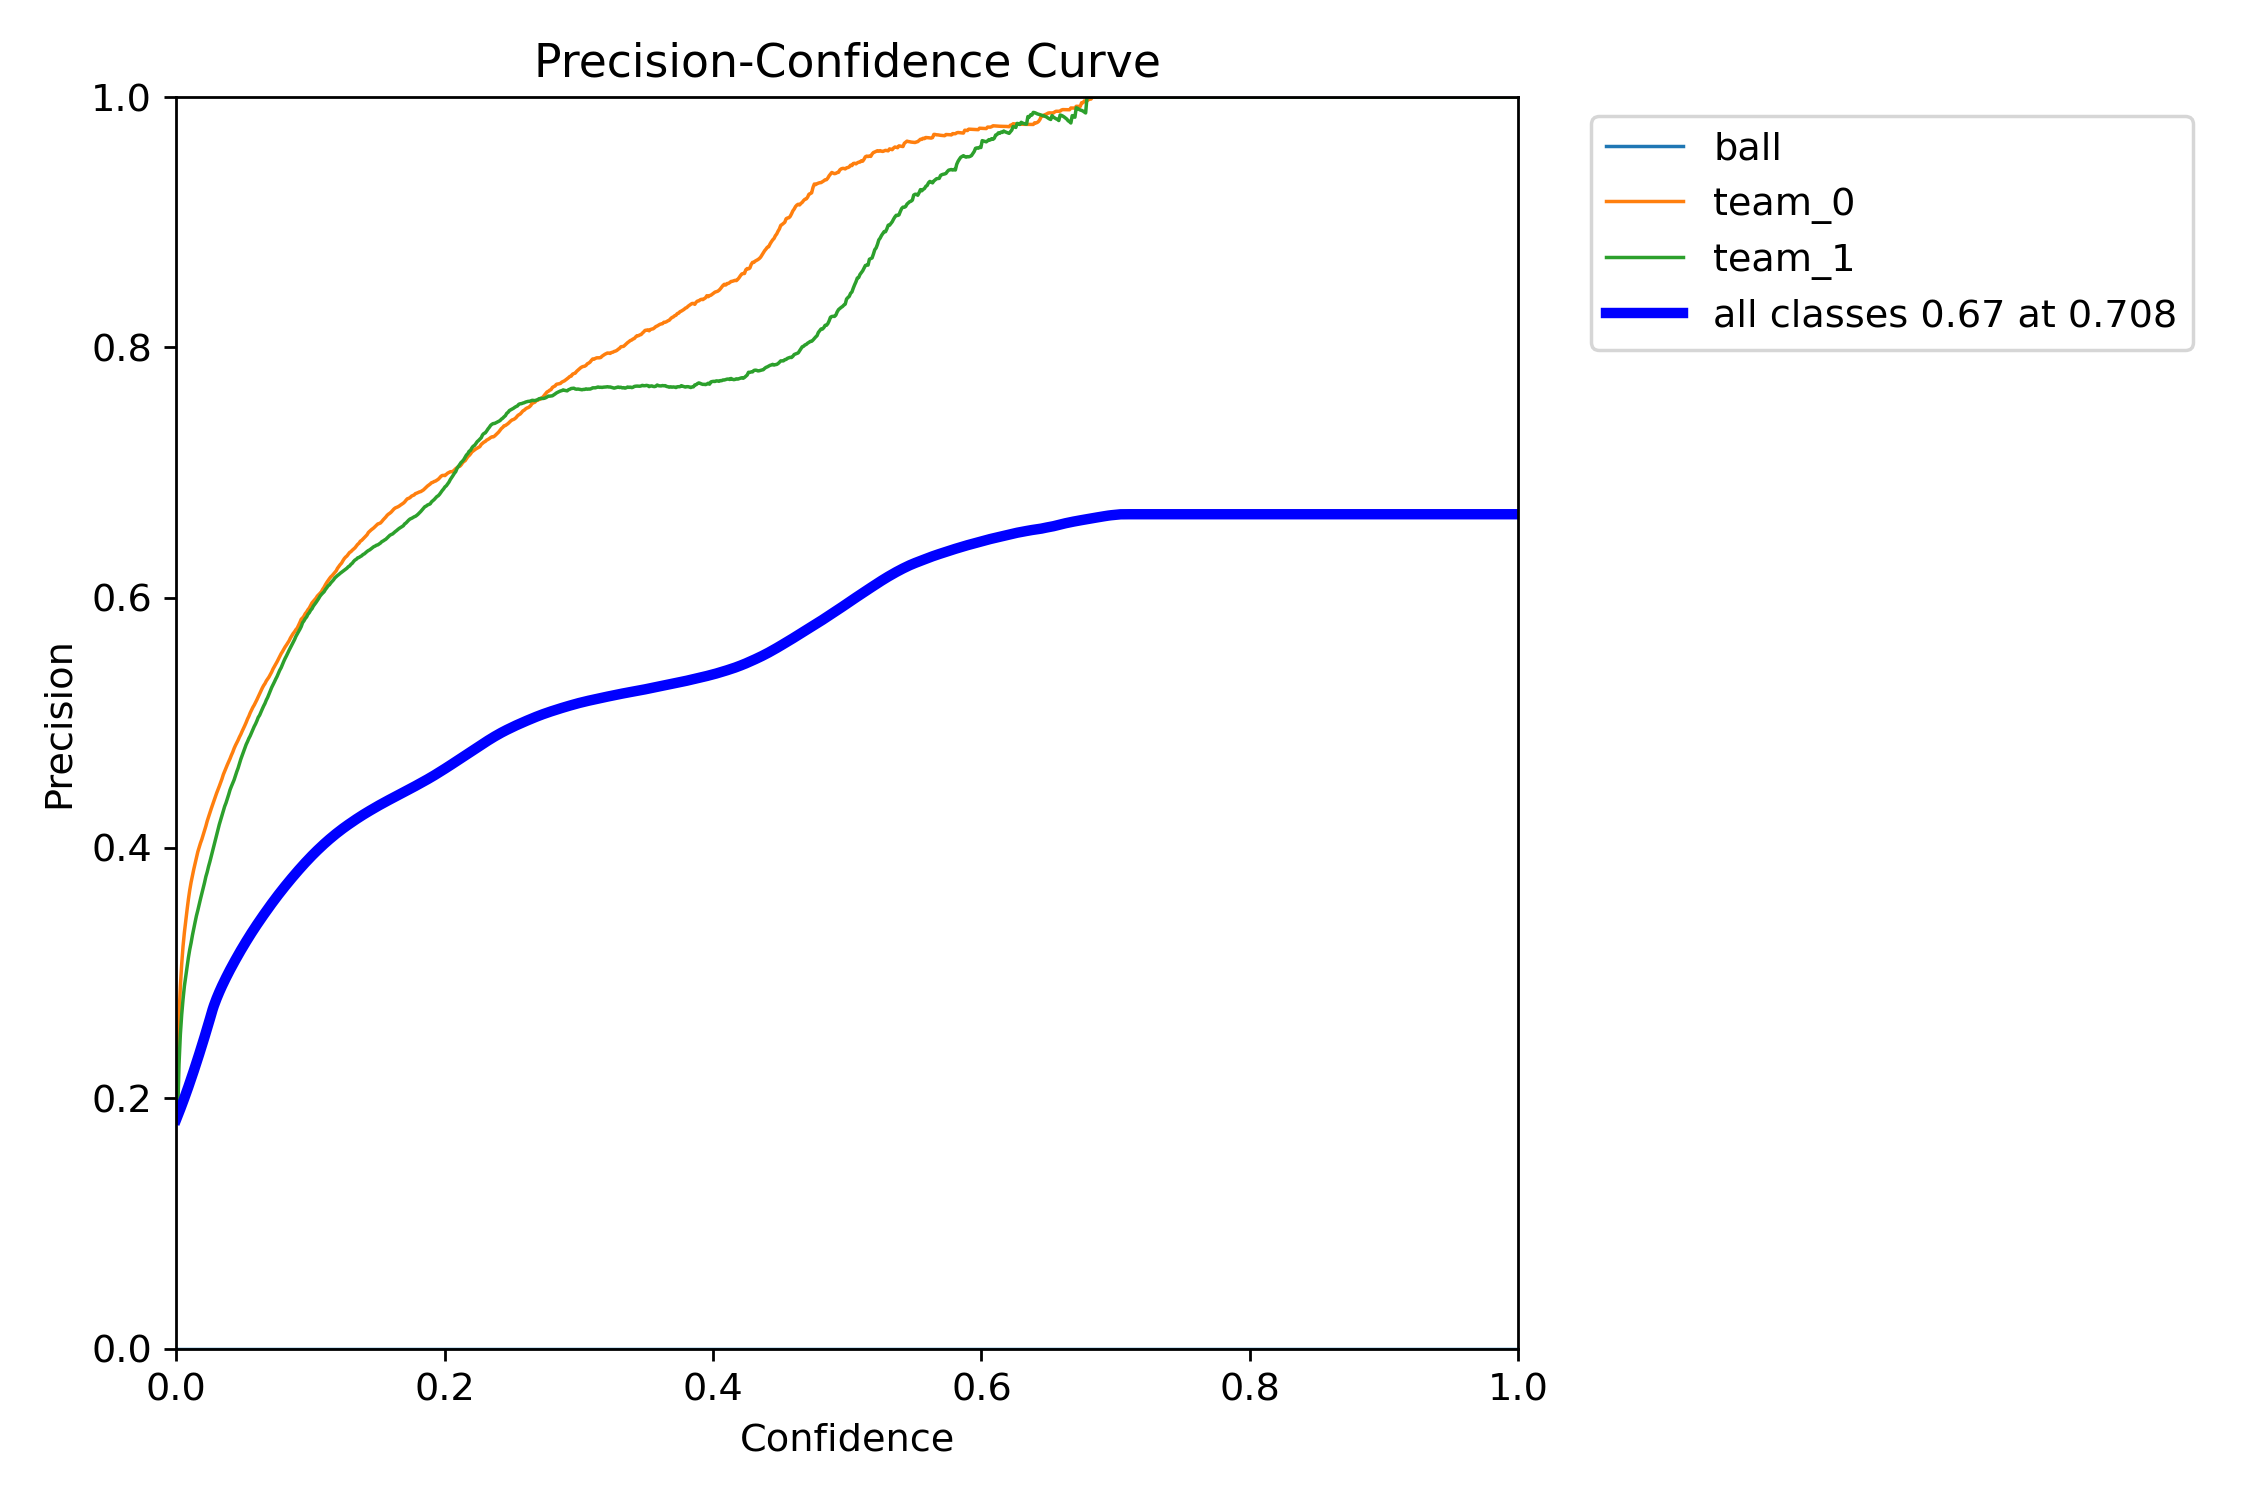 Precision-Confidence Curve
1.0
0.8
0.6
0.4
0.2
0.0
Precision
0.0 0.2 0.4 0.6 0.8 1.0
Confidence
ball
team_0
team_1
all classes 0.67 at 0.708